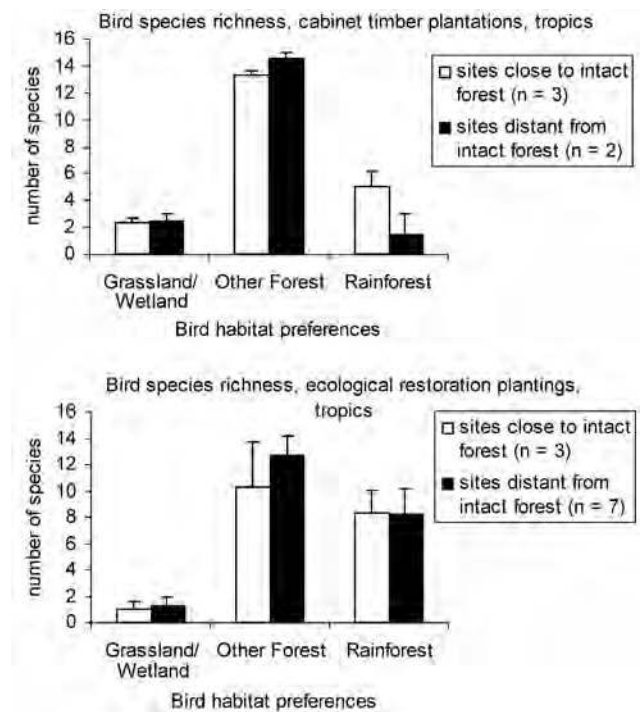 Bird species richness, cabinet timber plantations, tropics
16
14
12
10
8
6
4
2
0
number of species
sites close to intact
forest (n = 3)
sites distant from
intact forest (n = 2)
Grassland/
Wetland
Other Forest
Rainforest
Bird habitat preferences
Bird species richness, ecological restoration plantings,
tropics
16
14
12
10
8
6
4
2
0
number of species
sites close to intact
forest (n = 3)
sites distant from
intact forest (n = 7)
Grassland/
Wetland
Other Forest
Rainforest
Bird habitat preferences